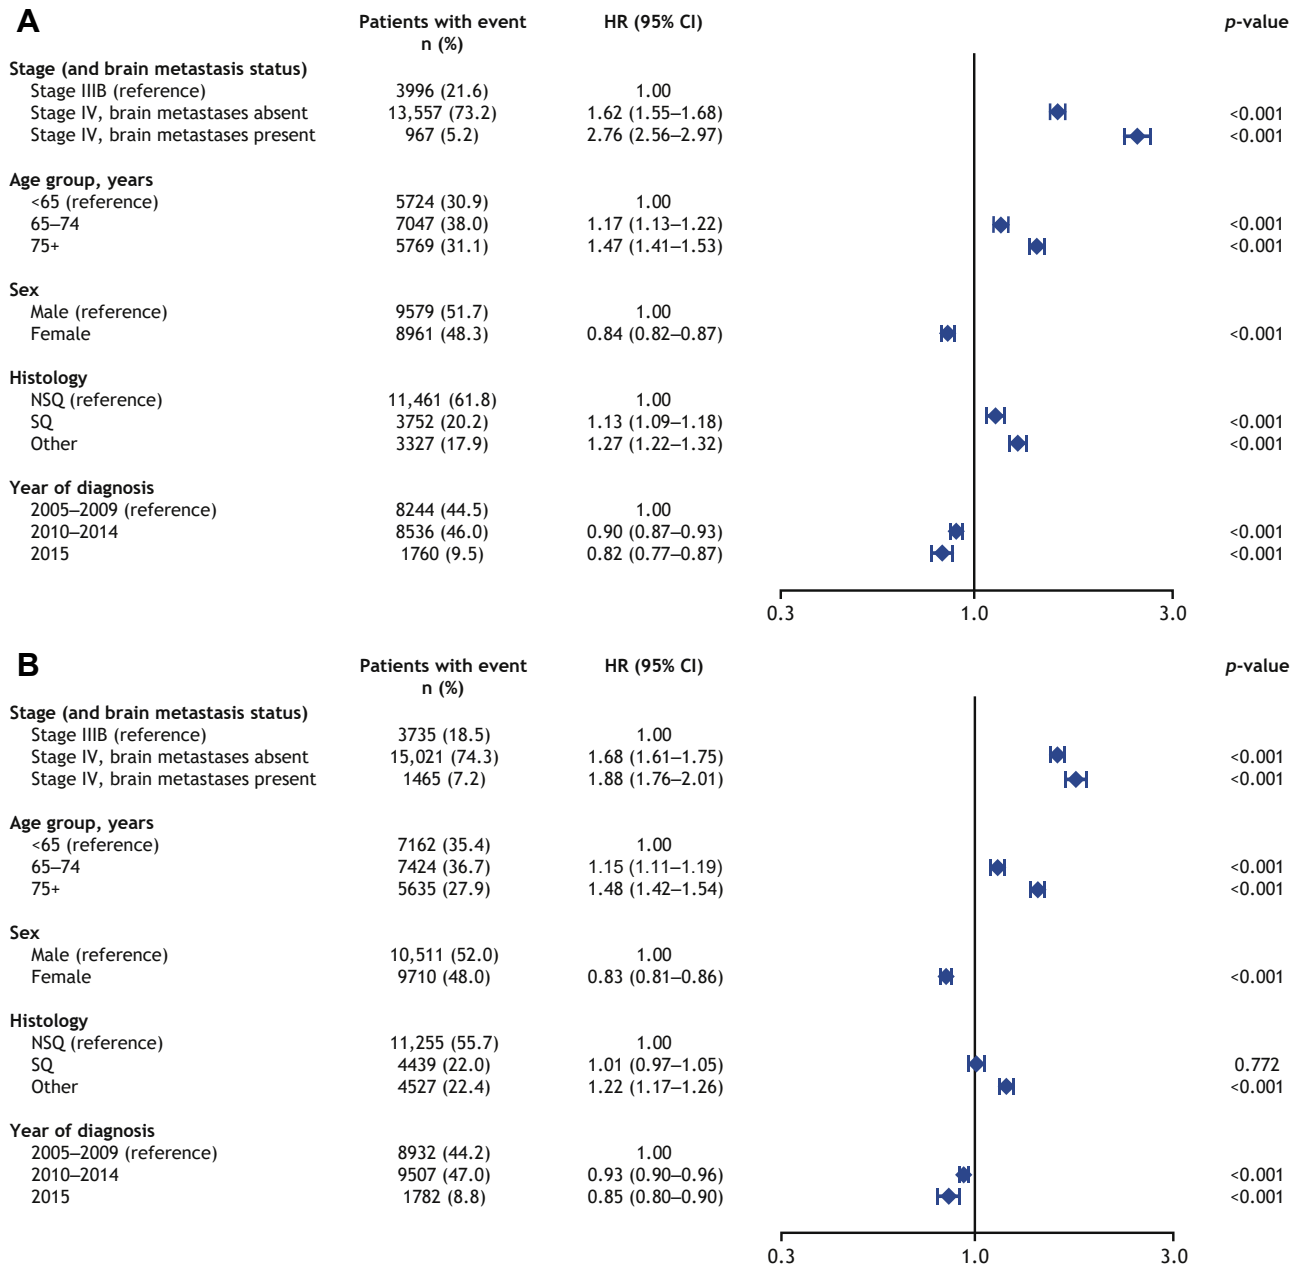 A
Patients with event HR (95% CI) p-value
n (%)
Stage (and brain metastasis status)
Stage IIIB (reference) 3996 (21.6) 1.00
Stage IV, brain metastases absent 13,557 (73.2) 1.62 (1.55–1.68) <0.001
Stage IV, brain metastases present 967 (5.2) 2.76 (2.56–2.97) <0.001
Age group, years
<65 (reference) 5724 (30.9) 1.00
65–74 7047 (38.0) 1.17 (1.13–1.22) <0.001
75+ 5769 (31.1) 1.47 (1.41–1.53) <0.001
Sex
Male (reference) 9579 (51.7) 1.00
Female 8961 (48.3) 0.84 (0.82–0.87) <0.001
Histology
NSQ (reference) 11,461 (61.8) 1.00
SQ 3752 (20.2) 1.13 (1.09–1.18) <0.001
Other 3327 (17.9) 1.27 (1.22–1.32) <0.001
Year of diagnosis
2005–2009 (reference) 8244 (44.5) 1.00
2010–2014 8536 (46.0) 0.90 (0.87–0.93) <0.001
2015 1760 (9.5) 0.82 (0.77–0.87) <0.001
0.3 1.0 3.0
B
Patients with event HR (95% CI) p-value
n (%)
Stage (and brain metastasis status)
Stage IIIB (reference) 3735 (18.5) 1.00
Stage IV, brain metastases absent 15,021 (74.3) 1.68 (1.61–1.75) <0.001
Stage IV, brain metastases present 1465 (7.2) 1.88 (1.76–2.01) <0.001
Age group, years
<65 (reference) 7162 (35.4) 1.00
65–74 7424 (36.7) 1.15 (1.11–1.19) <0.001
75+ 5635 (27.9) 1.48 (1.42–1.54) <0.001
Sex
Male (reference) 10,511 (52.0) 1.00
Female 9710 (48.0) 0.83 (0.81–0.86) <0.001
Histology
NSQ (reference) 11,255 (55.7) 1.00
SQ 4439 (22.0) 1.01 (0.97–1.05) 0.772
Other 4527 (22.4) 1.22 (1.17–1.26) <0.001
Year of diagnosis
2005–2009 (reference) 8932 (44.2) 1.00
2010–2014 9507 (47.0) 0.93 (0.90–0.96) <0.001
2015 1782 (8.8) 0.85 (0.80–0.90) <0.001
0.3 1.0 3.0